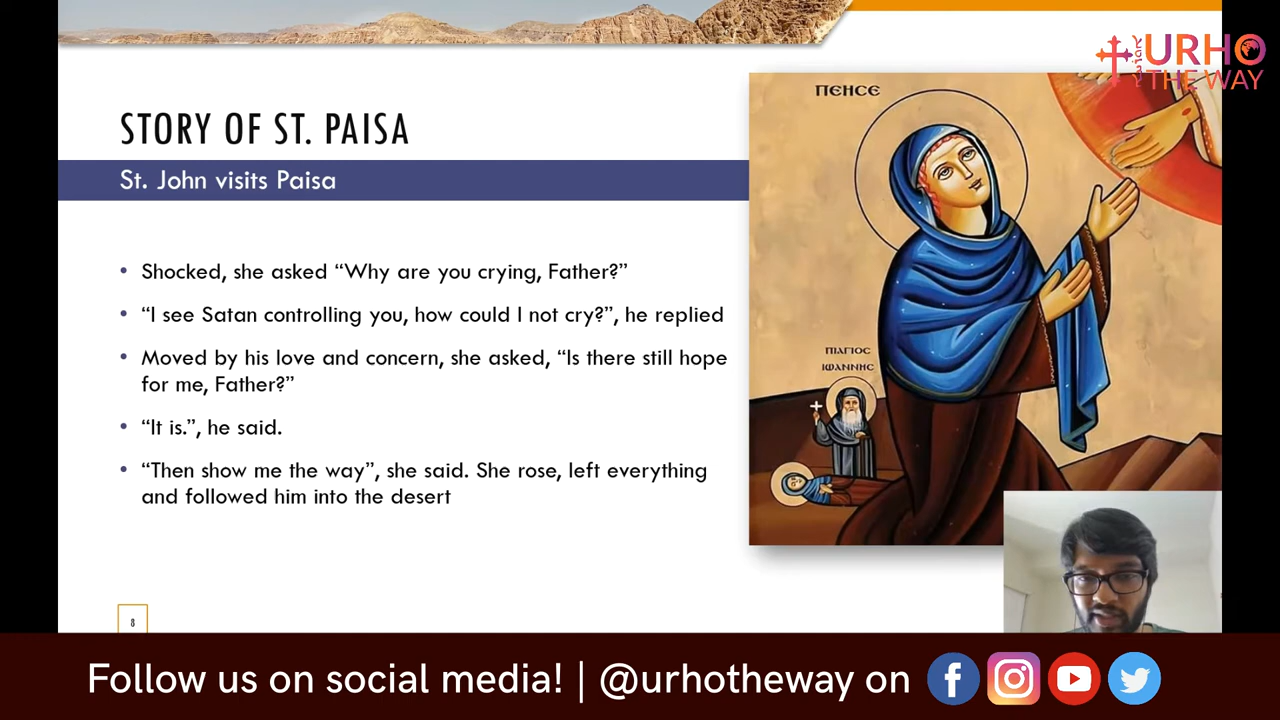 URHO
THE WAY
STORY OF ST. PAISA
St. John visits Paisa
• Shocked, she asked “Why are you crying, Father?”
• “I see Satan controlling you, how could I not cry?”, he replied
• Moved by his love and concern, she asked, “Is there still hope
for me, Father?”
• “It is.”, he said.
• “Then show me the way”, she said. She rose, left everything
and followed him into the desert
ΠЄΗCЄ
ΠΙΑΓΙΟC
ΙѠΑΝΝΗC
8
Follow us on social media! | @urhotheway on